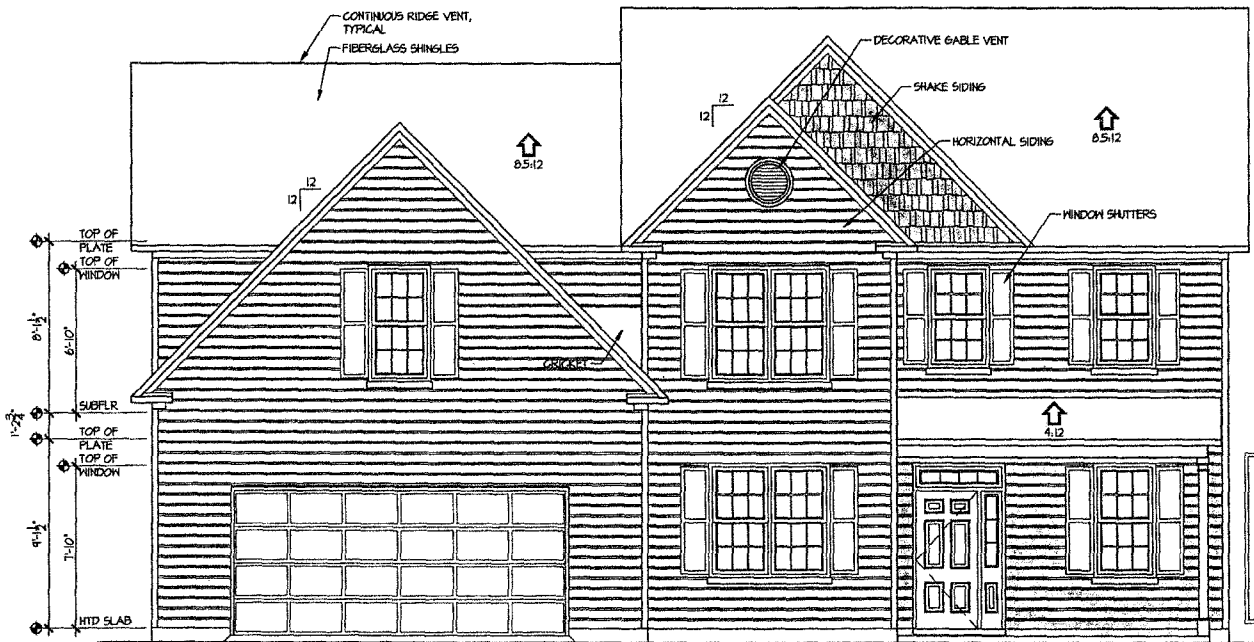 CONTINUOUS RIDGE VENT,
TYPICAL
FIBERGLASS SHINGLES
DECORATIVE GABLE VENT
SHAKE SIDING
HORIZONTAL SIDING
WINDOW SHUTTERS
12
12
8.5:12
12
12
8.5:12
TOP OF
PLATE
TOP OF
WINDOW
8'-1½"
6'-10"
CRICKET
SUBFLR
1'-2¾"
TOP OF
PLATE
TOP OF
WINDOW
4:12
9'-1½"
7'-10"
HTD SLAB